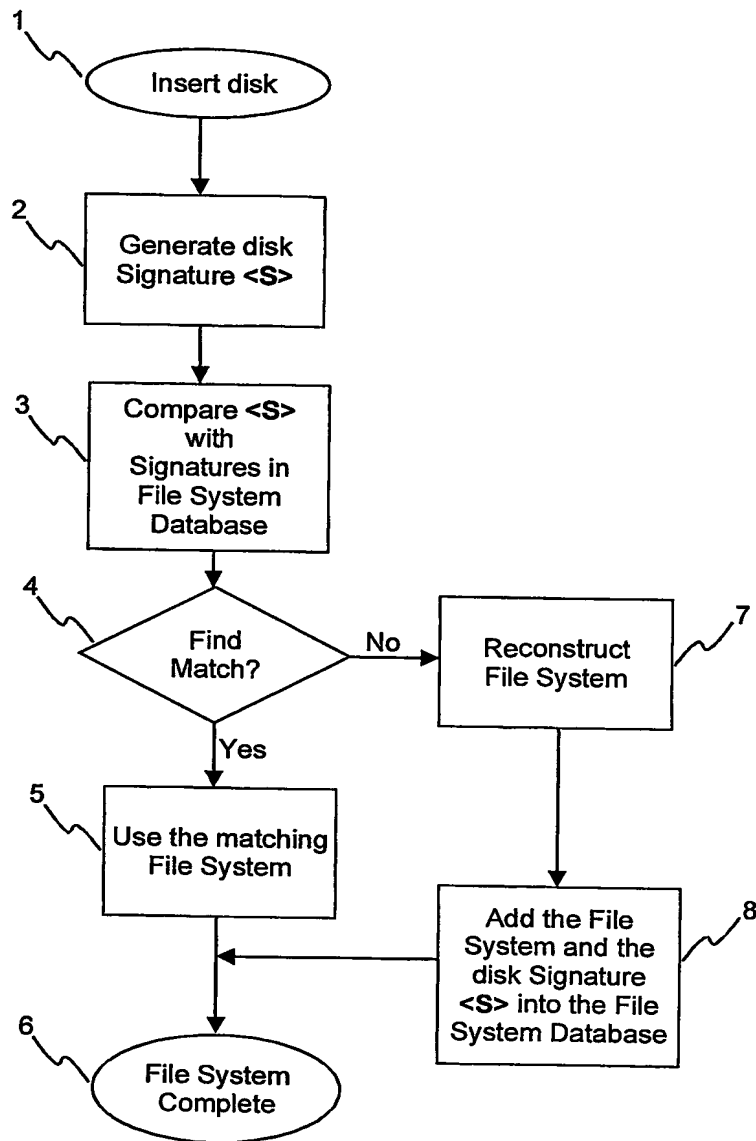 1
Insert disk
2
Generate disk
Signature <S>
3
Compare <S>
with
Signatures in
File System
Database
4
Find
Match?
No
Yes
7
Reconstruct
File System
5
Use the matching
File System
8
Add the File
System and the
disk Signature
<S> into the File
System Database
6
File System
Complete